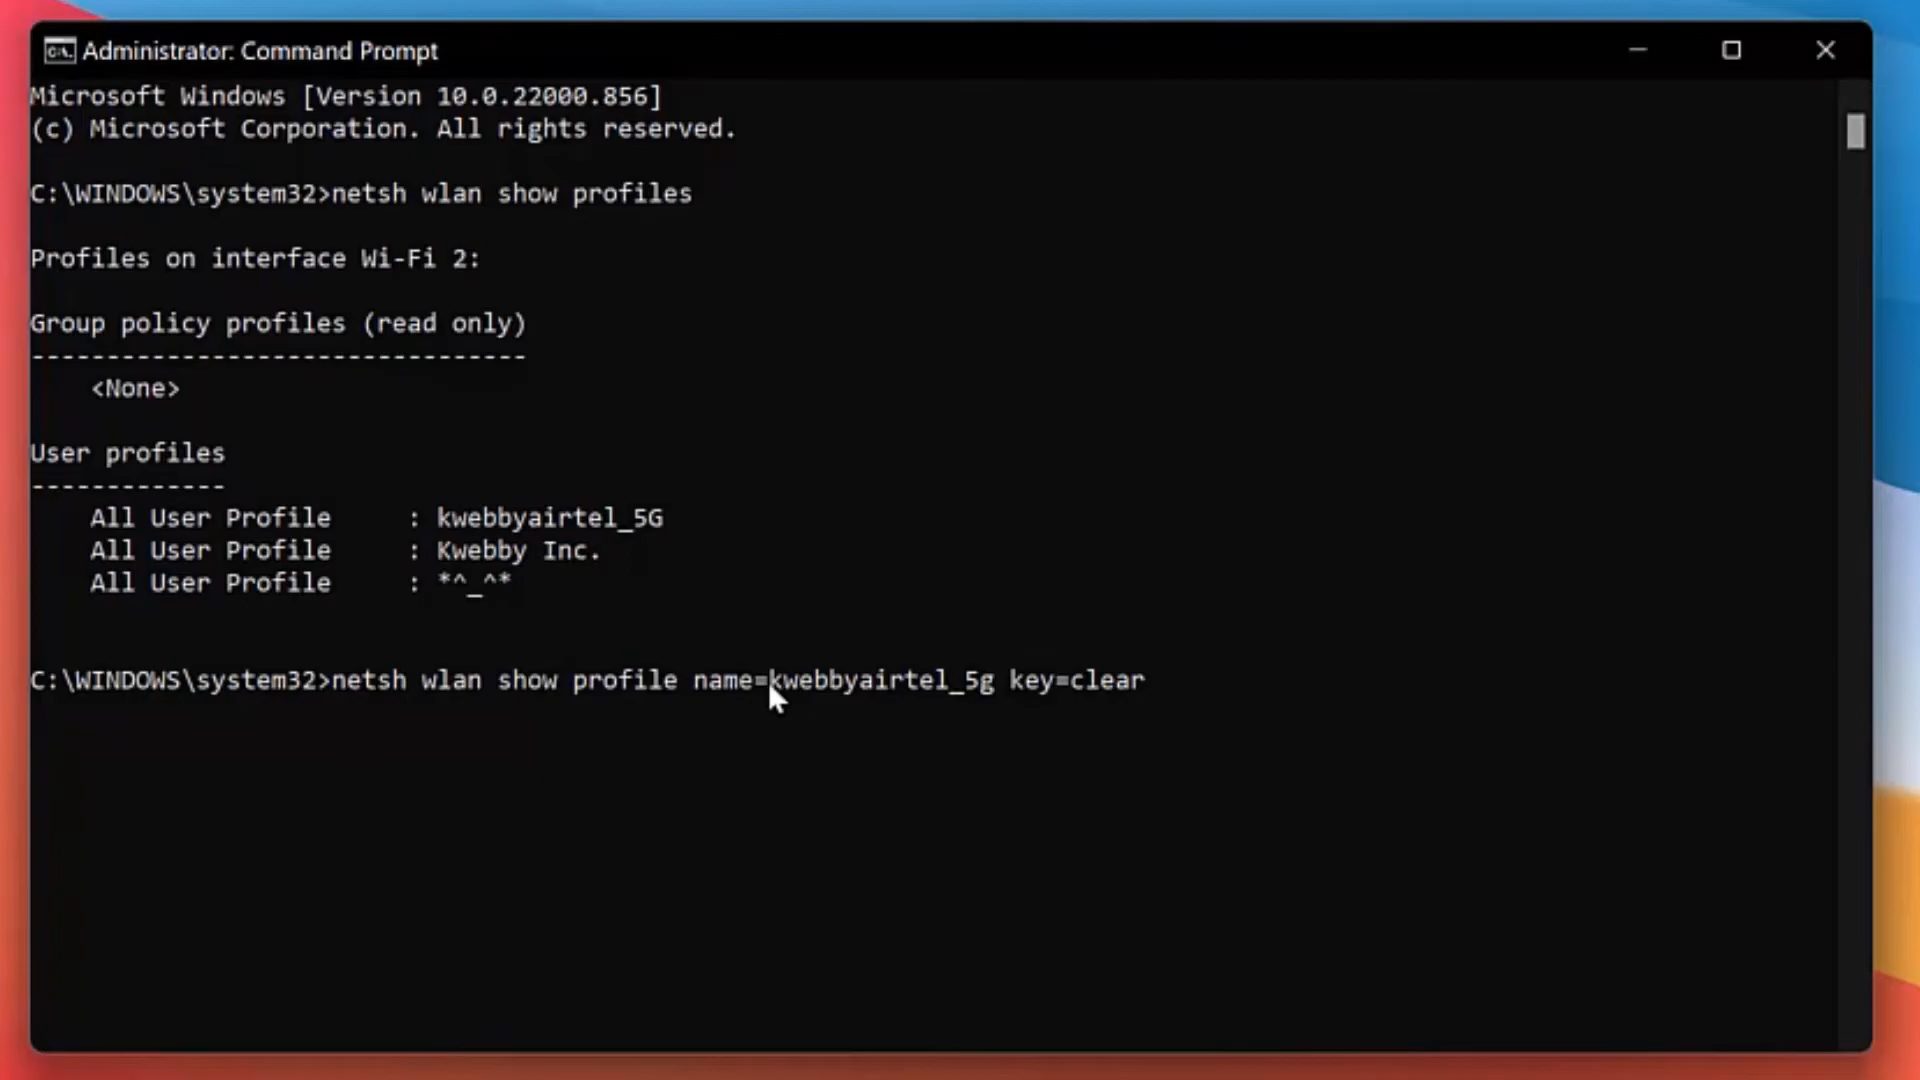 Administrator: Command Prompt
Microsoft Windows [Version 10.0.22000.856]
(c) Microsoft Corporation. All rights reserved.
C:\WINDOWS\system32>netsh wlan show profiles
Profiles on interface Wi-Fi 2:
Group policy profiles (read only)
---------------------------------
    <None>
User profiles
-------------
    All User Profile     : kwebbyairtel_5G
    All User Profile     : Kwebby Inc.
    All User Profile     : *^_^*
C:\WINDOWS\system32>netsh wlan show profile name=kwebbyairtel_5g key=clear